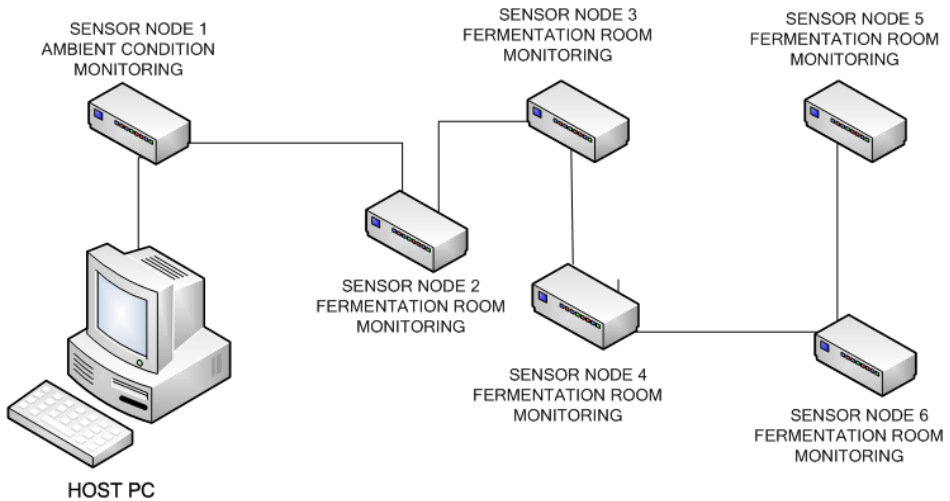 SENSOR NODE 1
AMBIENT CONDITION
MONITORING
SENSOR NODE 3
FERMENTATION ROOM
MONITORING
SENSOR NODE 5
FERMENTATION ROOM
MONITORING
SENSOR NODE 2
FERMENTATION ROOM
MONITORING
SENSOR NODE 4
FERMENTATION ROOM
MONITORING
SENSOR NODE 6
FERMENTATION ROOM
MONITORING
HOST PC